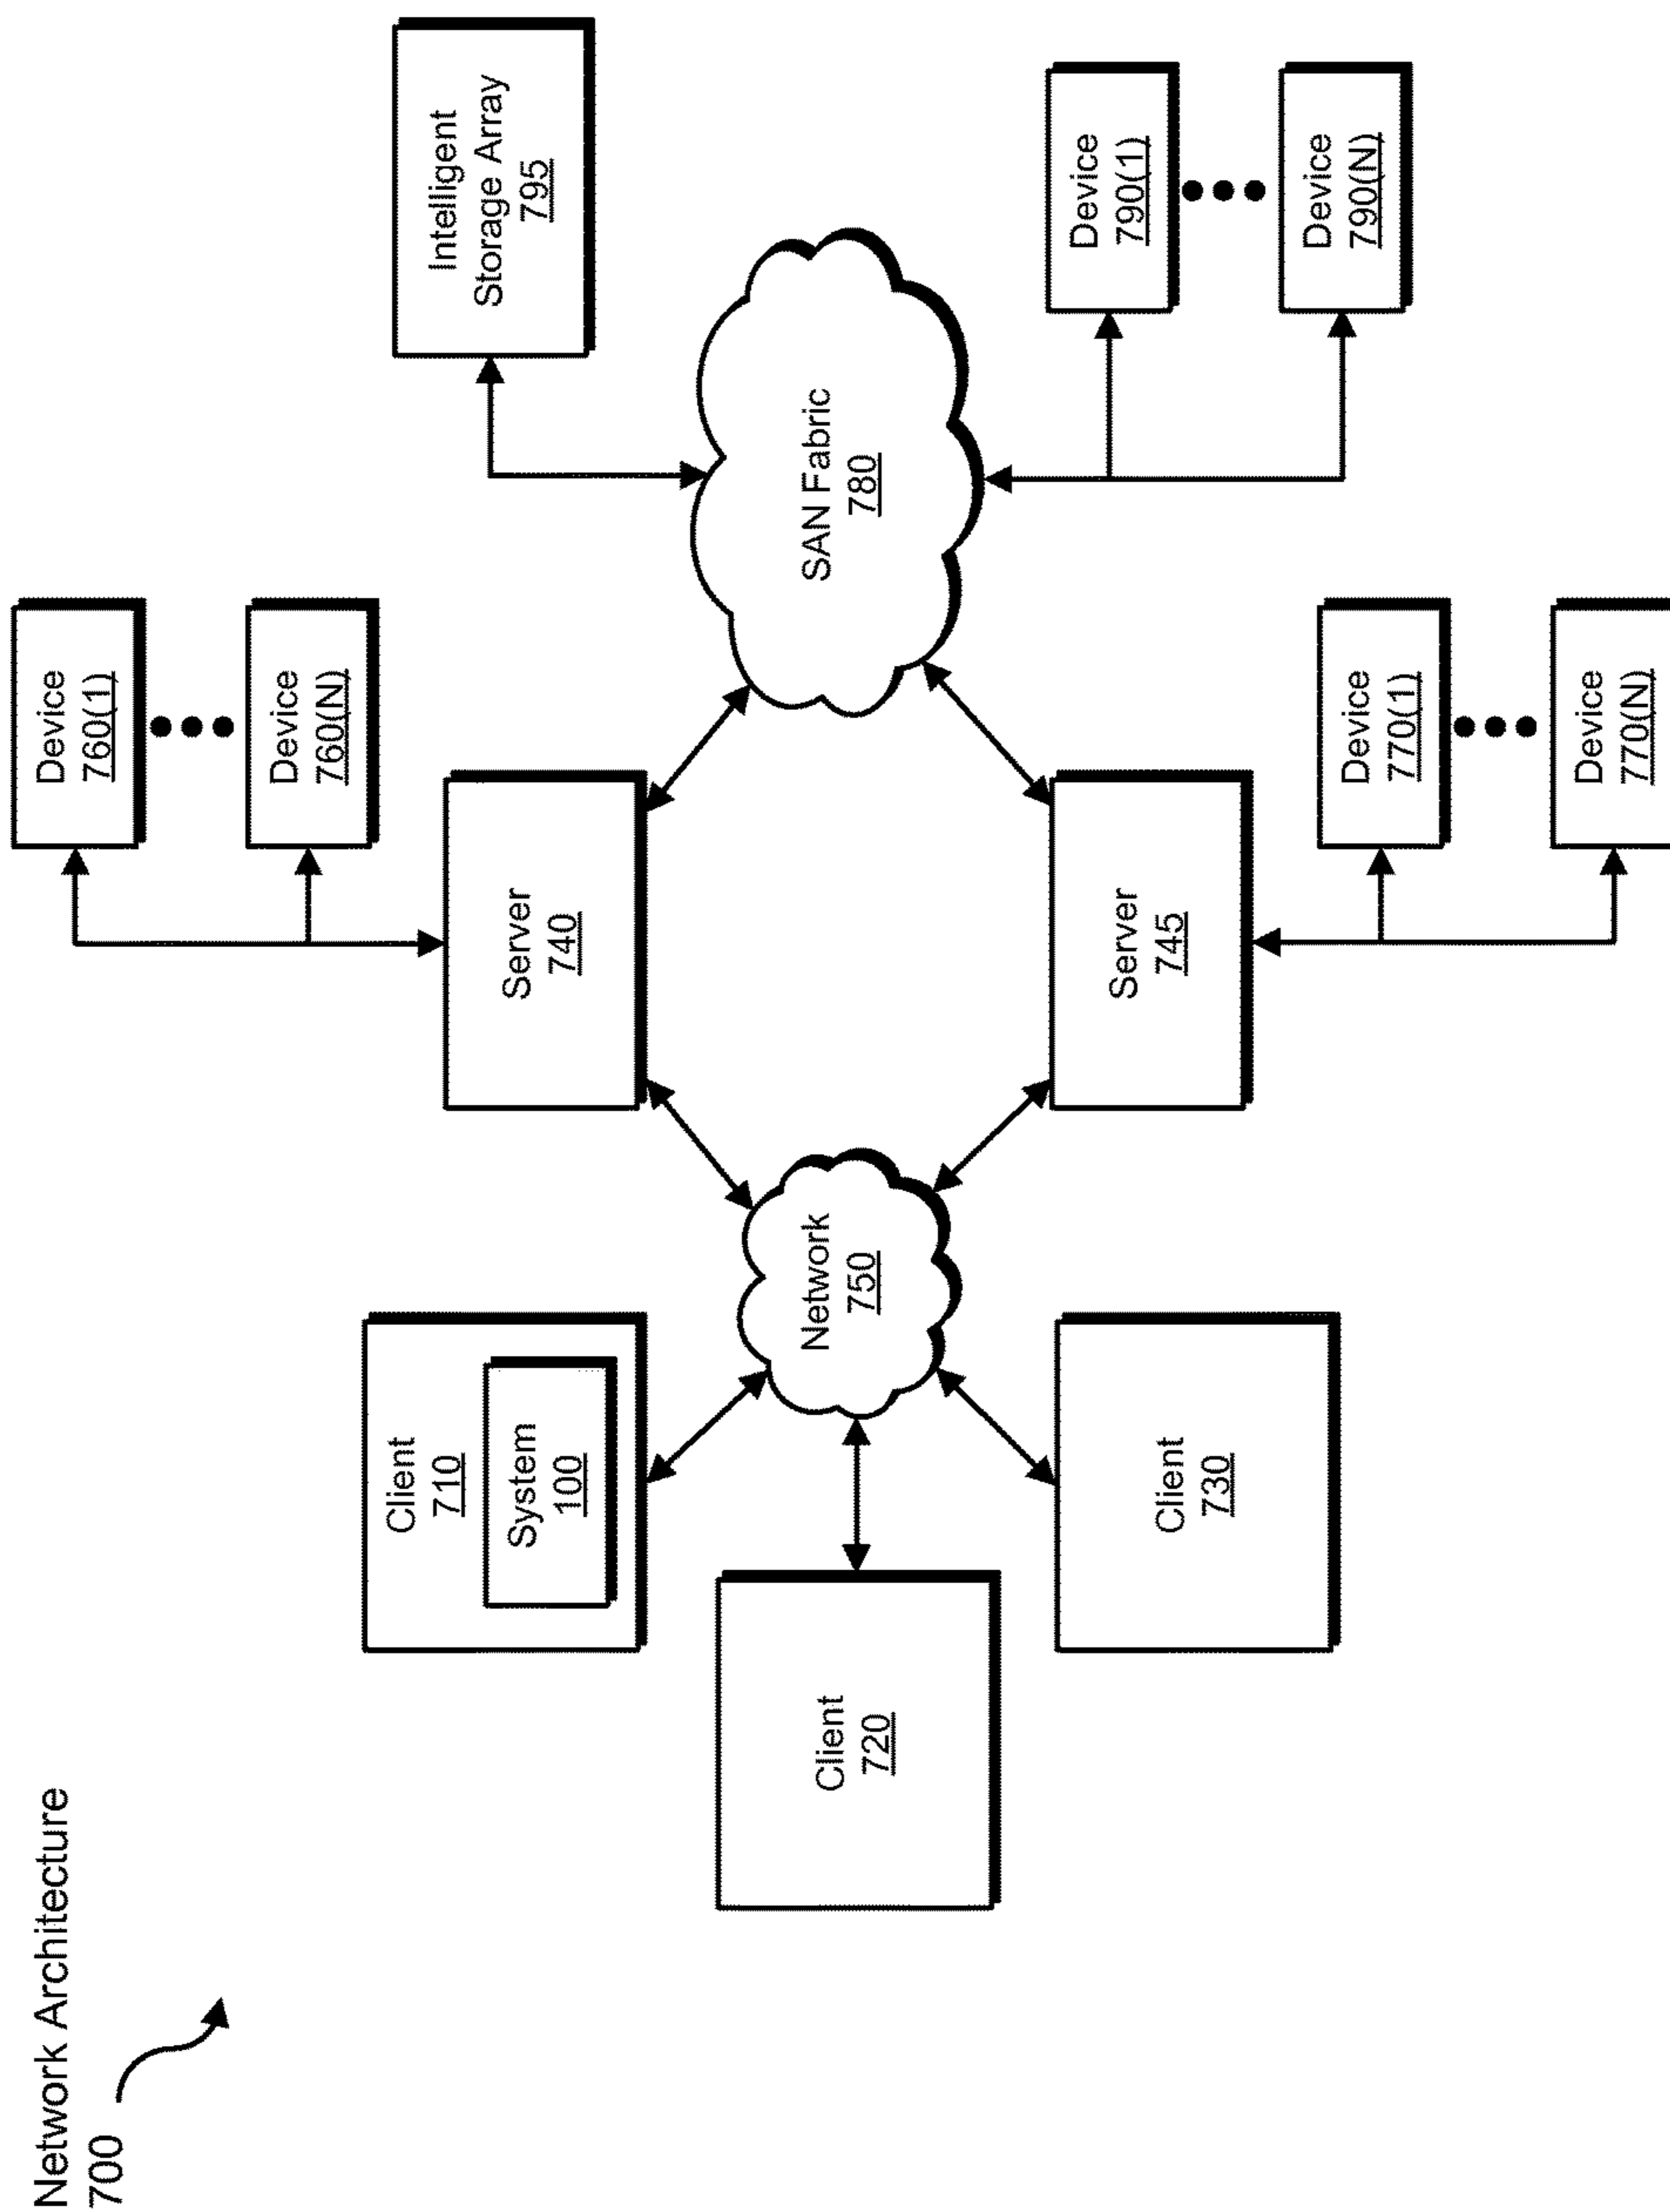 Network Architecture
700
Client
710
System
100
Client
720
Client
730
Network
750
Server
740
Server
745
Device
760(1)
Device
760(N)
Device
770(1)
Device
770(N)
SAN Fabric
780
Intelligent
Storage Array
795
Device
790(1)
Device
790(N)